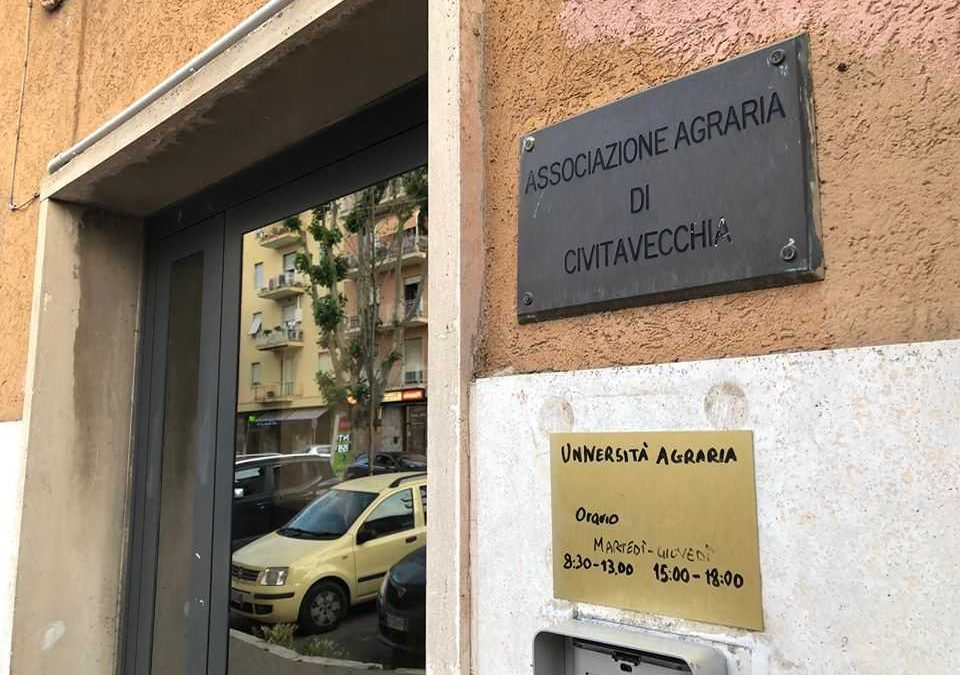 ASSOCIAZIONE AGRARIA
DI
CIVITAVECCHIA
UNIVERSITÀ AGRARIA
Orario
MARTEDÌ-GIOVEDÌ
8:30-13.00 15:00-18:00